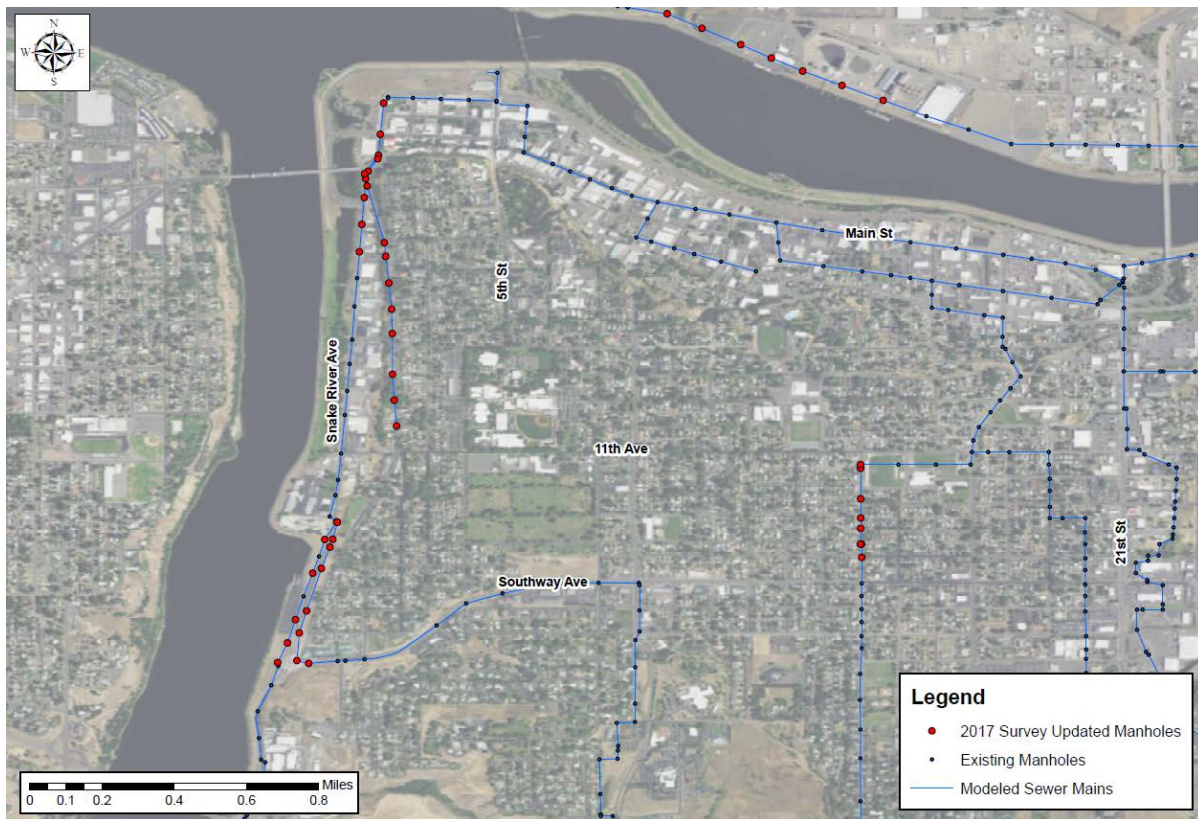 N
W E
S
Main St
5th St
Snake River Ave
11th Ave
21st St
Southway Ave
Legend
2017 Survey Updated Manholes
Existing Manholes
Modeled Sewer Mains
Miles
0 0.1 0.2 0.4 0.6 0.8